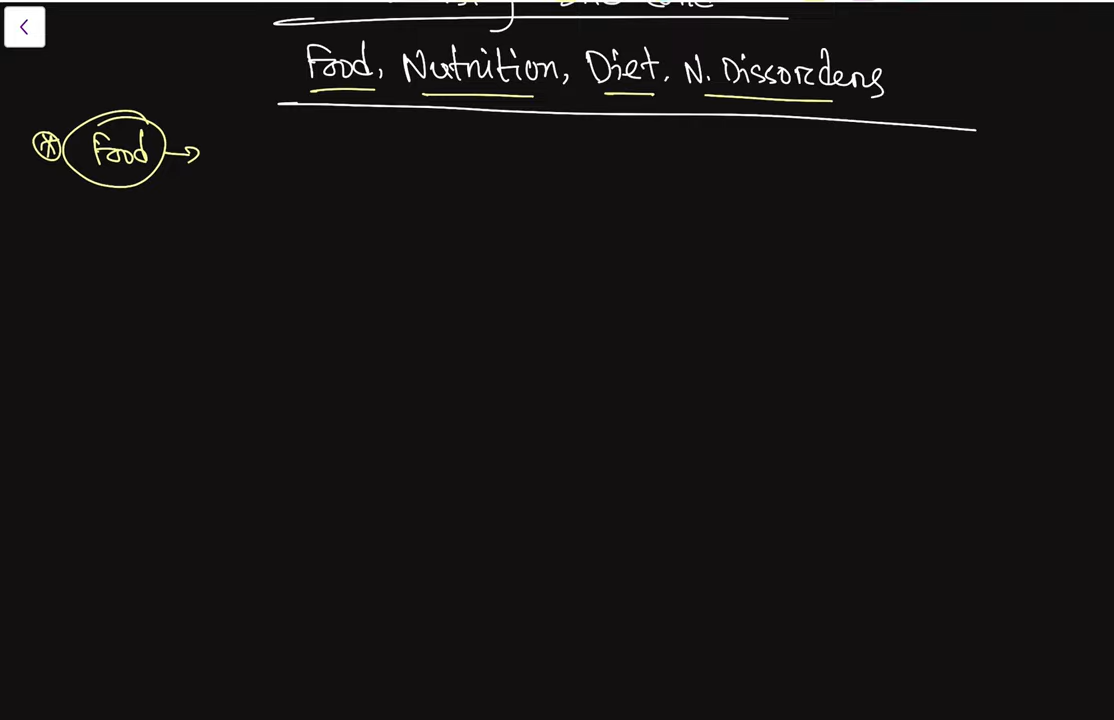 Food, Nutrition, Diet, N. Dissorders
Food →